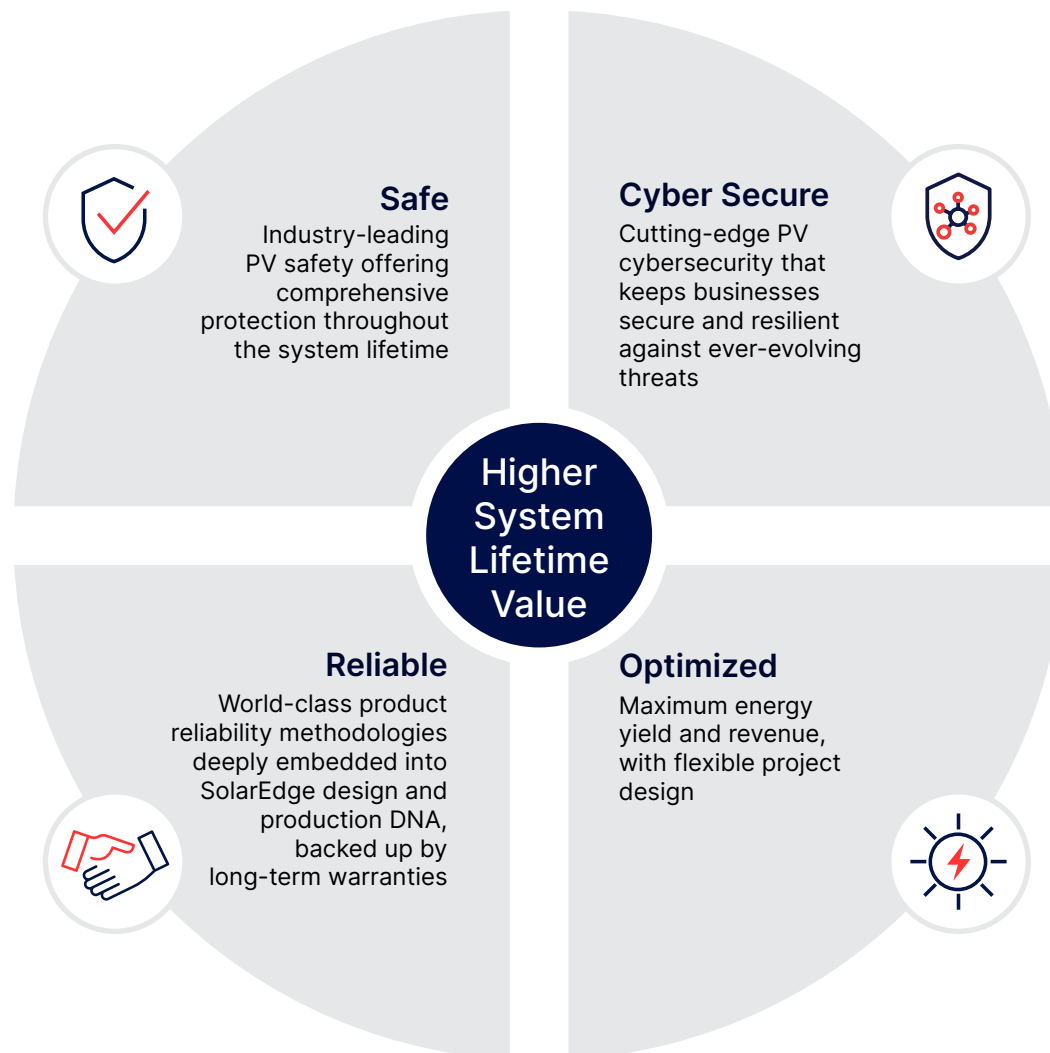 Safe
Industry-leading
PV safety offering
comprehensive
protection throughout
the system lifetime
Cyber Secure
Cutting-edge PV
cybersecurity that
keeps businesses
secure and resilient
against ever-evolving
threats
Higher
System
Lifetime
Value
Reliable
World-class product
reliability methodologies
deeply embedded into
SolarEdge design and
production DNA,
backed up by
long-term warranties
Optimized
Maximum energy
yield and revenue,
with flexible project
design